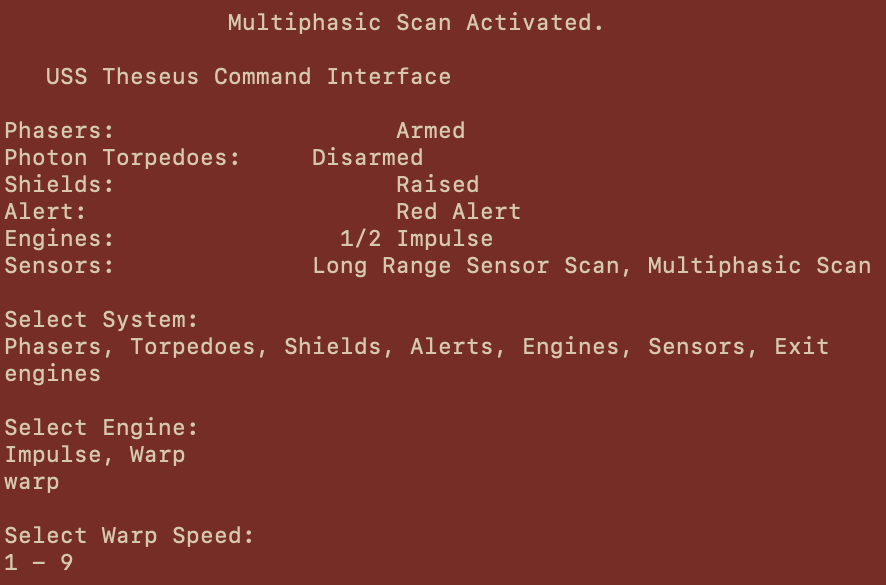 Multiphasic Scan Activated.
USS Theseus Command Interface
Phasers: Armed
Photon Torpedoes: Disarmed
Shields: Raised
Alert: Red Alert
Engines: 1/2 Impulse
Sensors: Long Range Sensor Scan, Multiphasic Scan
Select System:
Phasers, Torpedoes, Shields, Alerts, Engines, Sensors, Exit
engines
Select Engine:
Impulse, Warp
warp
Select Warp Speed:
1 – 9